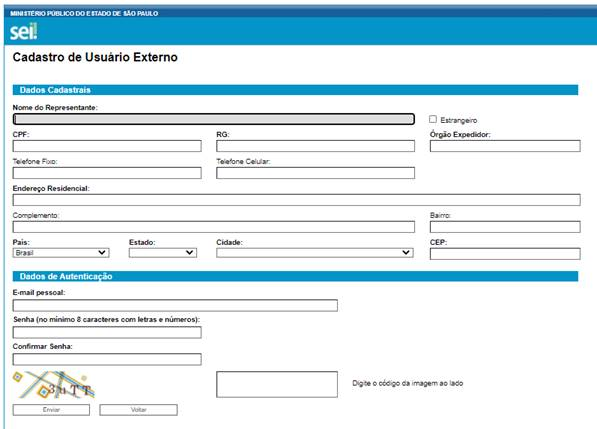 MINISTÉRIO PÚBLICO DO ESTADO DE SÃO PAULO
sei!
Cadastro de Usuário Externo
Dados Cadastrais
Nome do Representante:
Estrangeiro
CPF: RG: Órgão Expedidor:
Telefone Fixo: Telefone Celular:
Endereço Residencial:
Complemento: Bairro:
País: Estado: Cidade: CEP:
Brasil
Dados de Autenticação
E-mail pessoal:
Senha (no mínimo 8 caracteres com letras e números):
Confirmar Senha:
3uTT Digite o código da imagem ao lado
Enviar Voltar